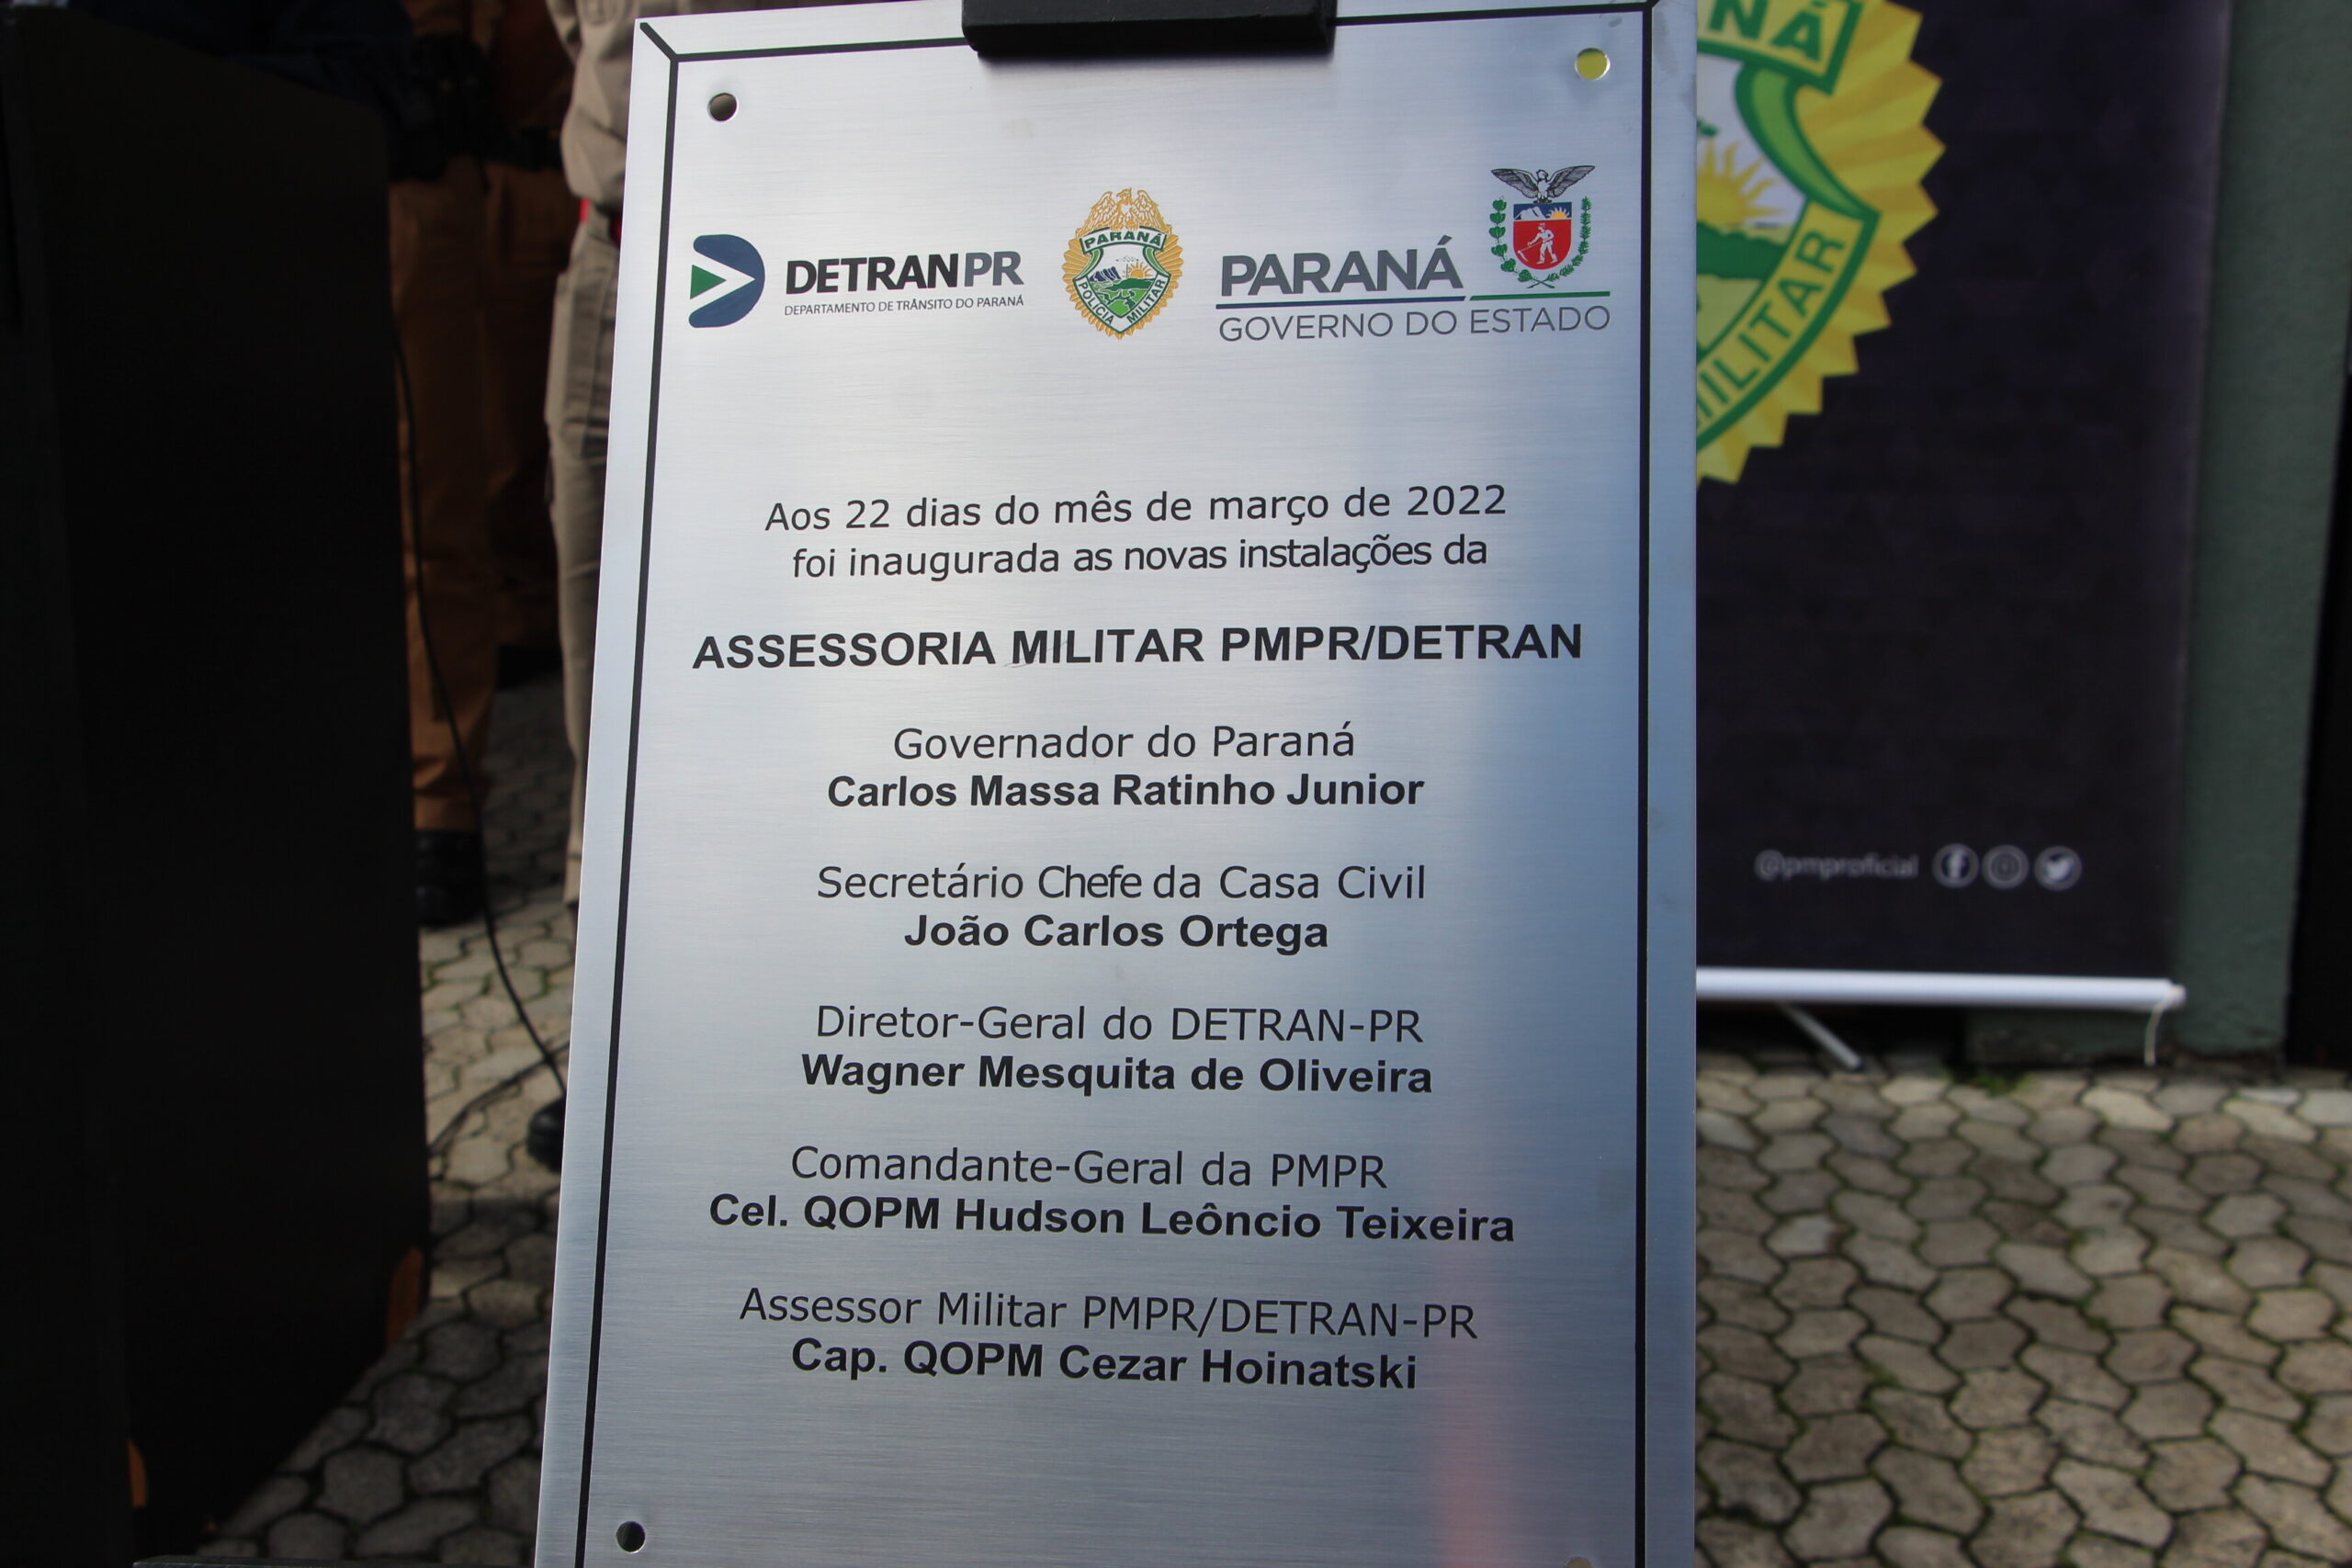 DETRANPR
DEPARTAMENTO DE TRÂNSITO DO PARANÁ
PARANÁ
POLÍCIA MILITAR
PARANÁ
GOVERNO DO ESTADO
Aos 22 dias do mês de março de 2022
foi inaugurada as novas instalações da
ASSESSORIA MILITAR PMPR/DETRAN
Governador do Paraná
Carlos Massa Ratinho Junior
Secretário Chefe da Casa Civil
João Carlos Ortega
Diretor-Geral do DETRAN-PR
Wagner Mesquita de Oliveira
Comandante-Geral da PMPR
Cel. QOPM Hudson Leôncio Teixeira
Assessor Militar PMPR/DETRAN-PR
Cap. QOPM Cezar Hoinatski
NÁ
MILITAR
@pmproficial